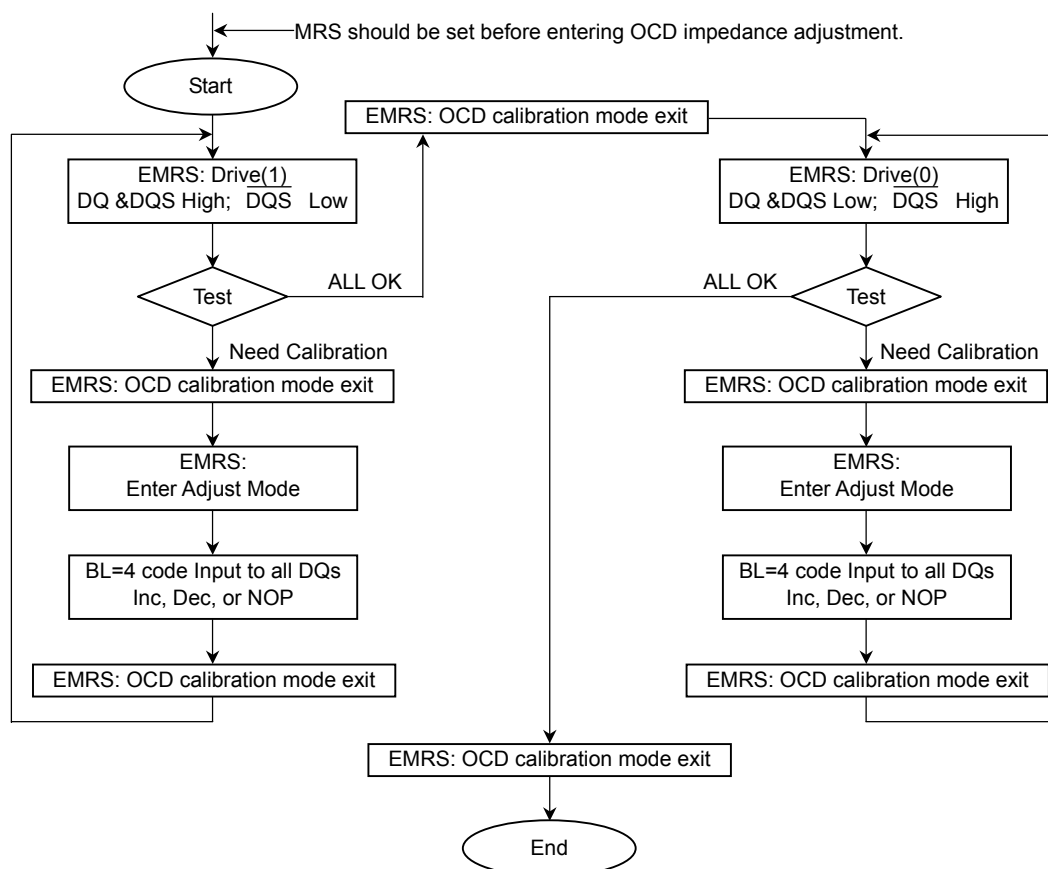 MRS should be set before entering OCD impedance adjustment.
Start
EMRS: OCD calibration mode exit
EMRS: Drive(1)
DQ &DQS High; DQS Low
ALL OK
Test
Need Calibration
EMRS: OCD calibration mode exit
EMRS:
Enter Adjust Mode
BL=4 code Input to all DQs
Inc, Dec, or NOP
EMRS: OCD calibration mode exit
EMRS: Drive(0)
DQ &DQS Low; DQS High
ALL OK
Test
Need Calibration
EMRS: OCD calibration mode exit
EMRS:
Enter Adjust Mode
BL=4 code Input to all DQs
Inc, Dec, or NOP
EMRS: OCD calibration mode exit
EMRS: OCD calibration mode exit
End